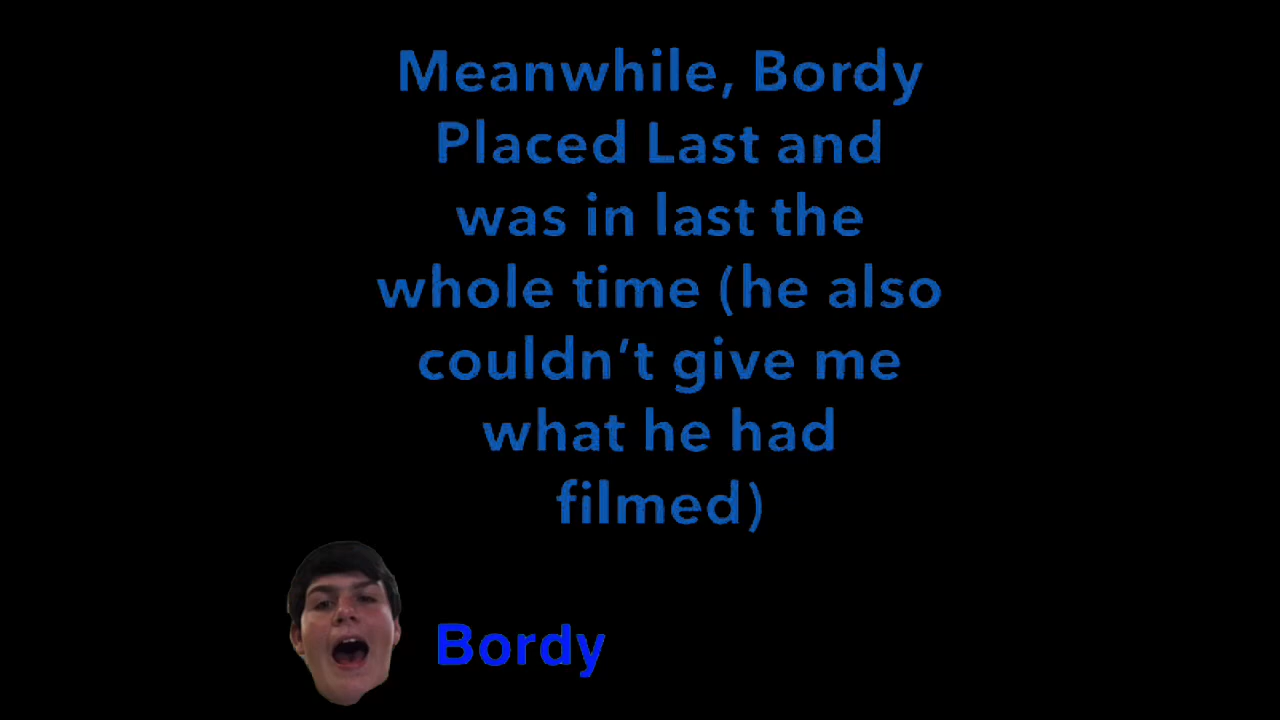 Meanwhile, Bordy
Placed Last and
was in last the
whole time (he also
couldn’t give me
what he had
filmed)
Bordy